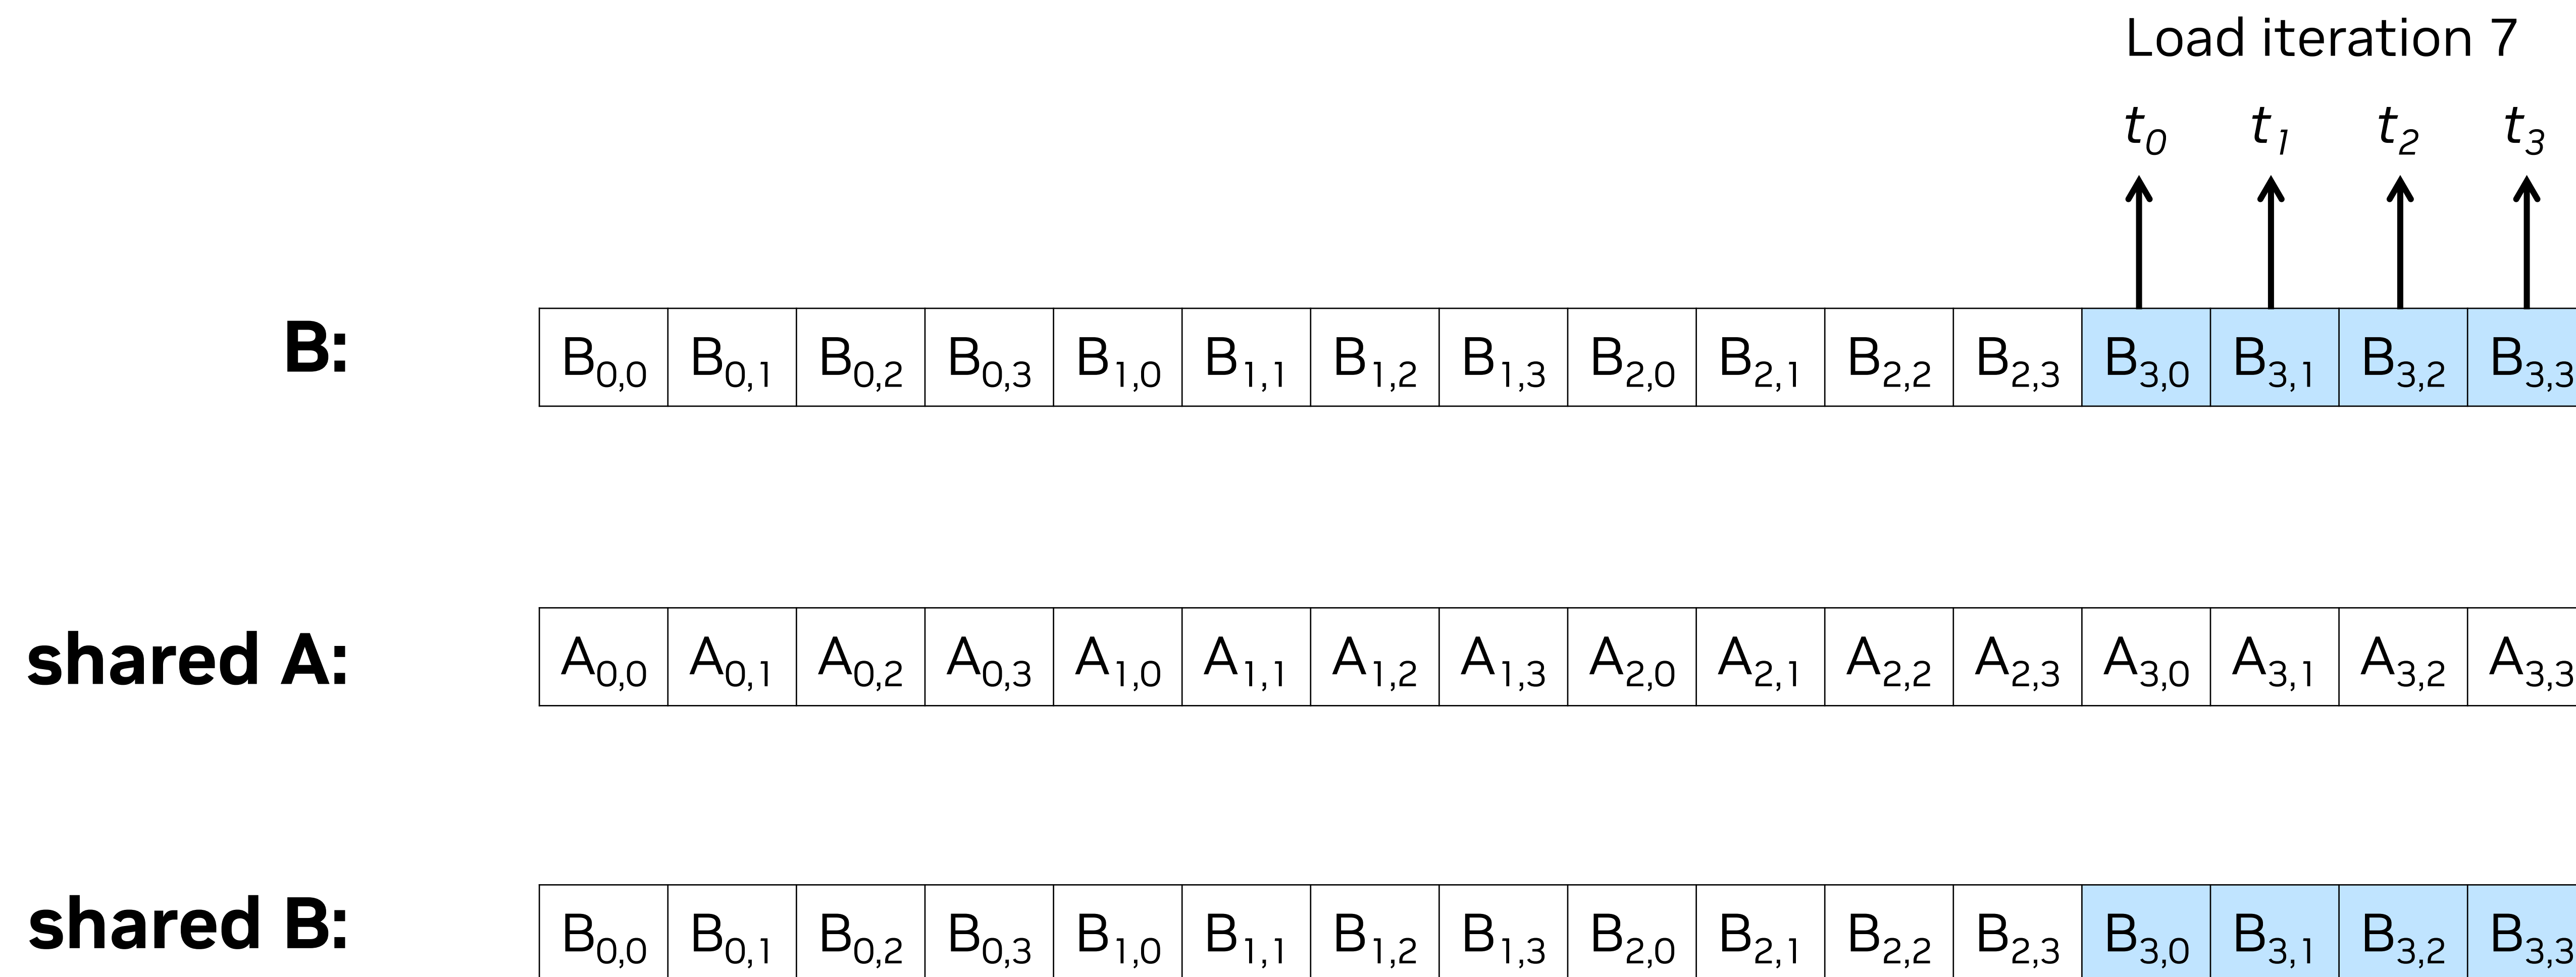 Load iteration 7
t₀ t₁ t₂ t₃
B: B₀,₀ B₀,₁ B₀,₂ B₀,₃ B₁,₀ B₁,₁ B₁,₂ B₁,₃ B₂,₀ B₂,₁ B₂,₂ B₂,₃ B₃,₀ B₃,₁ B₃,₂ B₃,₃
shared A: A₀,₀ A₀,₁ A₀,₂ A₀,₃ A₁,₀ A₁,₁ A₁,₂ A₁,₃ A₂,₀ A₂,₁ A₂,₂ A₂,₃ A₃,₀ A₃,₁ A₃,₂ A₃,₃
shared B: B₀,₀ B₀,₁ B₀,₂ B₀,₃ B₁,₀ B₁,₁ B₁,₂ B₁,₃ B₂,₀ B₂,₁ B₂,₂ B₂,₃ B₃,₀ B₃,₁ B₃,₂ B₃,₃